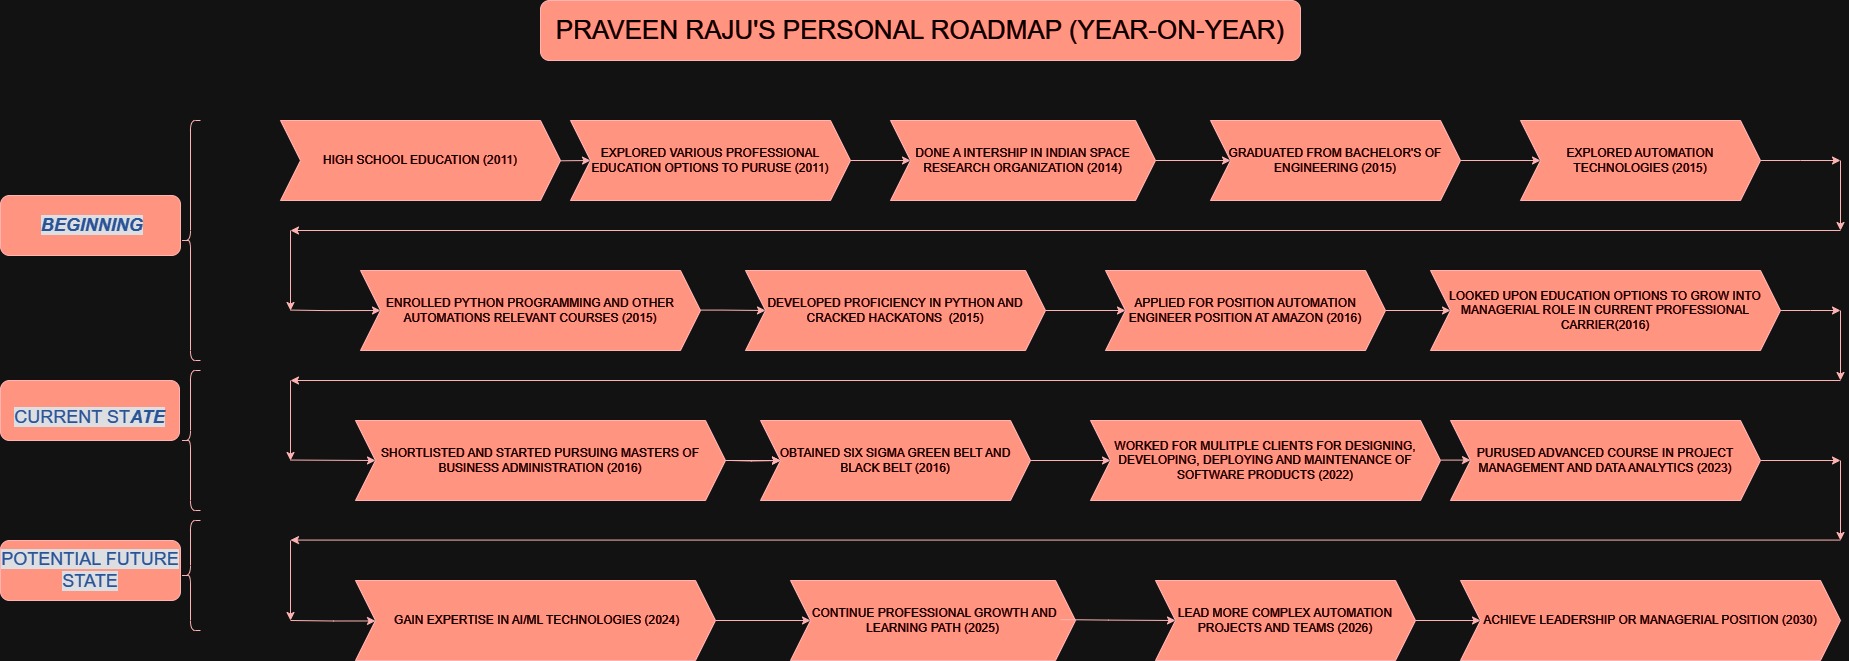 PRAVEEN RAJU'S PERSONAL ROADMAP (YEAR-ON-YEAR)
BEGINNING
HIGH SCHOOL EDUCATION (2011)
EXPLORED VARIOUS PROFESSIONAL
EDUCATION OPTIONS TO PURUSE (2011)
DONE A INTERSHIP IN INDIAN SPACE
RESEARCH ORGANIZATION (2014)
GRADUATED FROM BACHELOR'S OF
ENGINEERING (2015)
EXPLORED AUTOMATION
TECHNOLOGIES (2015)
ENROLLED PYTHON PROGRAMMING AND OTHER
AUTOMATIONS RELEVANT COURSES (2015)
DEVELOPED PROFICIENCY IN PYTHON AND
CRACKED HACKATONS (2015)
APPLIED FOR POSITION AUTOMATION
ENGINEER POSITION AT AMAZON (2016)
LOOKED UPON EDUCATION OPTIONS TO GROW INTO
MANAGERIAL ROLE IN CURRENT PROFESSIONAL
CARRIER(2016)
CURRENT STATE
SHORTLISTED AND STARTED PURSUING MASTERS OF
BUSINESS ADMINISTRATION (2016)
OBTAINED SIX SIGMA GREEN BELT AND
BLACK BELT (2016)
WORKED FOR MULITPLE CLIENTS FOR DESIGNING,
DEVELOPING, DEPLOYING AND MAINTENANCE OF
SOFTWARE PRODUCTS (2022)
PURUSED ADVANCED COURSE IN PROJECT
MANAGEMENT AND DATA ANALYTICS (2023)
POTENTIAL FUTURE
STATE
GAIN EXPERTISE IN AI/ML TECHNOLOGIES (2024)
CONTINUE PROFESSIONAL GROWTH AND
LEARNING PATH (2025)
LEAD MORE COMPLEX AUTOMATION
PROJECTS AND TEAMS (2026)
ACHIEVE LEADERSHIP OR MANAGERIAL POSITION (2030)